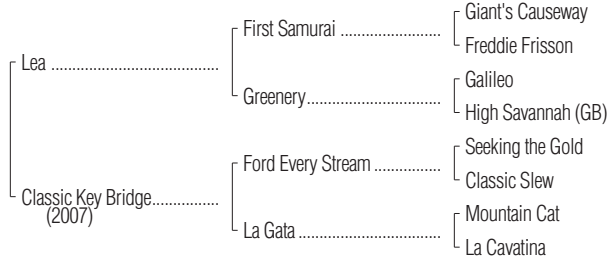 Giant's Causeway
First Samurai ....................
Freddie Frisson
Lea ..................................
Galileo
Greenery...........................
High Savannah (GB)
Seeking the Gold
Ford Every Stream .............
Classic Slew
Classic Key Bridge.............
(2007)
Mountain Cat
La Gata ............................
La Cavatina